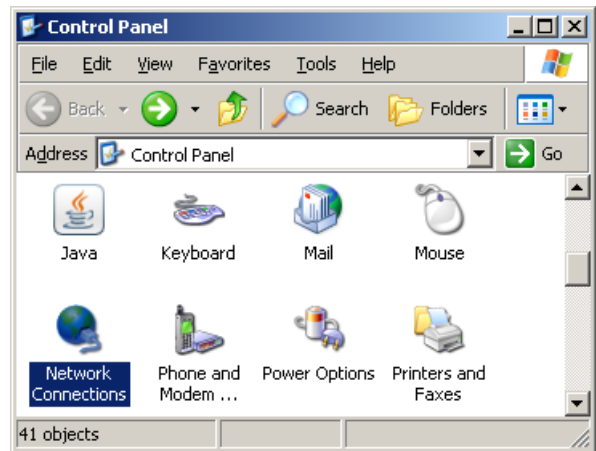 Control Panel
File Edit View Favorites Tools Help
Back Search Folders
Address Control Panel Go
Java Keyboard Mail Mouse
Network Connections
Phone and Modem ...
Power Options
Printers and Faxes
41 objects